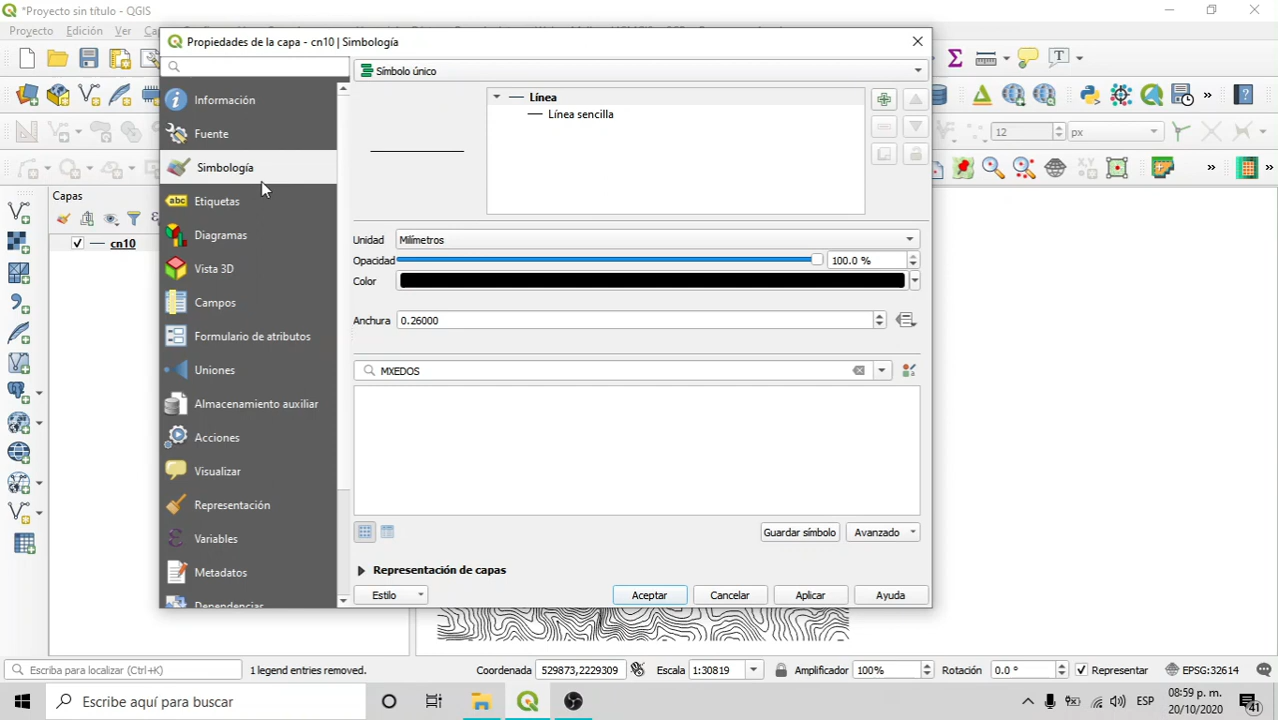 *Proyecto sin título - QGIS
Proyecto Edición Ver
Propiedades de la capa - cn10 | Simbología
Símbolo único
Información
Fuente
Simbología
Etiquetas
Diagramas
Vista 3D
Campos
Formulario de atributos
Uniones
Almacenamiento auxiliar
Acciones
Visualizar
Representación
Variables
Metadatos
Dependencias
Línea
Línea sencilla
Unidad Milímetros
Opacidad 100.0 %
Color
Anchura 0.26000
MXEDOS
Guardar símbolo Avanzado
Representación de capas
Estilo Aceptar Cancelar Aplicar Ayuda
12 px
Capas
abc
cn10
Escriba para localizar (Ctrl+K) 1 legend entries removed. Coordenada 529873,2229309 Escala 1:30819 Amplificador 100% Rotación 0.0 ° Representar EPSG:32614
Escribe aquí para buscar
ESP
08:59 p. m.
20/10/2020
41